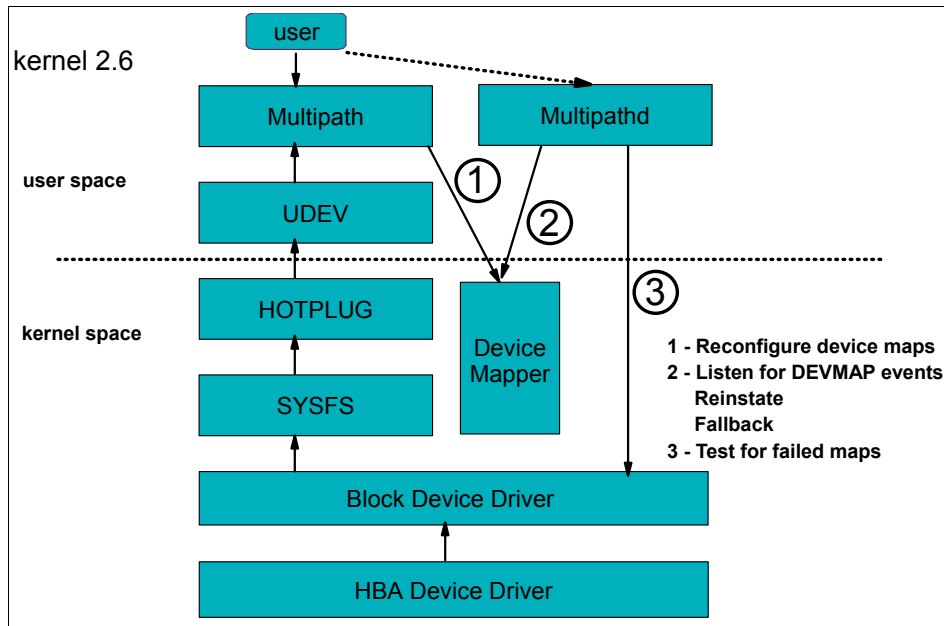 user
kernel 2.6
Multipath
Multipathd
user space
1
2
UDEV
3
HOTPLUG
kernel space
Device
Mapper
1 - Reconfigure device maps
2 - Listen for DEVMAP events
Reinstate
Fallback
3 - Test for failed maps
SYSFS
Block Device Driver
HBA Device Driver